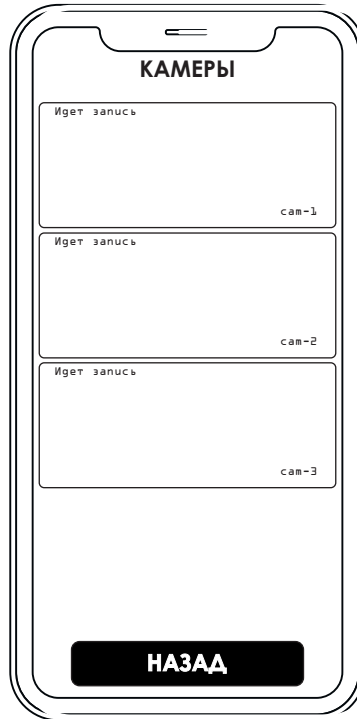 КАМЕРЫ
Идет запись
cam-1
Идет запись
cam-2
Идет запись
cam-3
НАЗАД